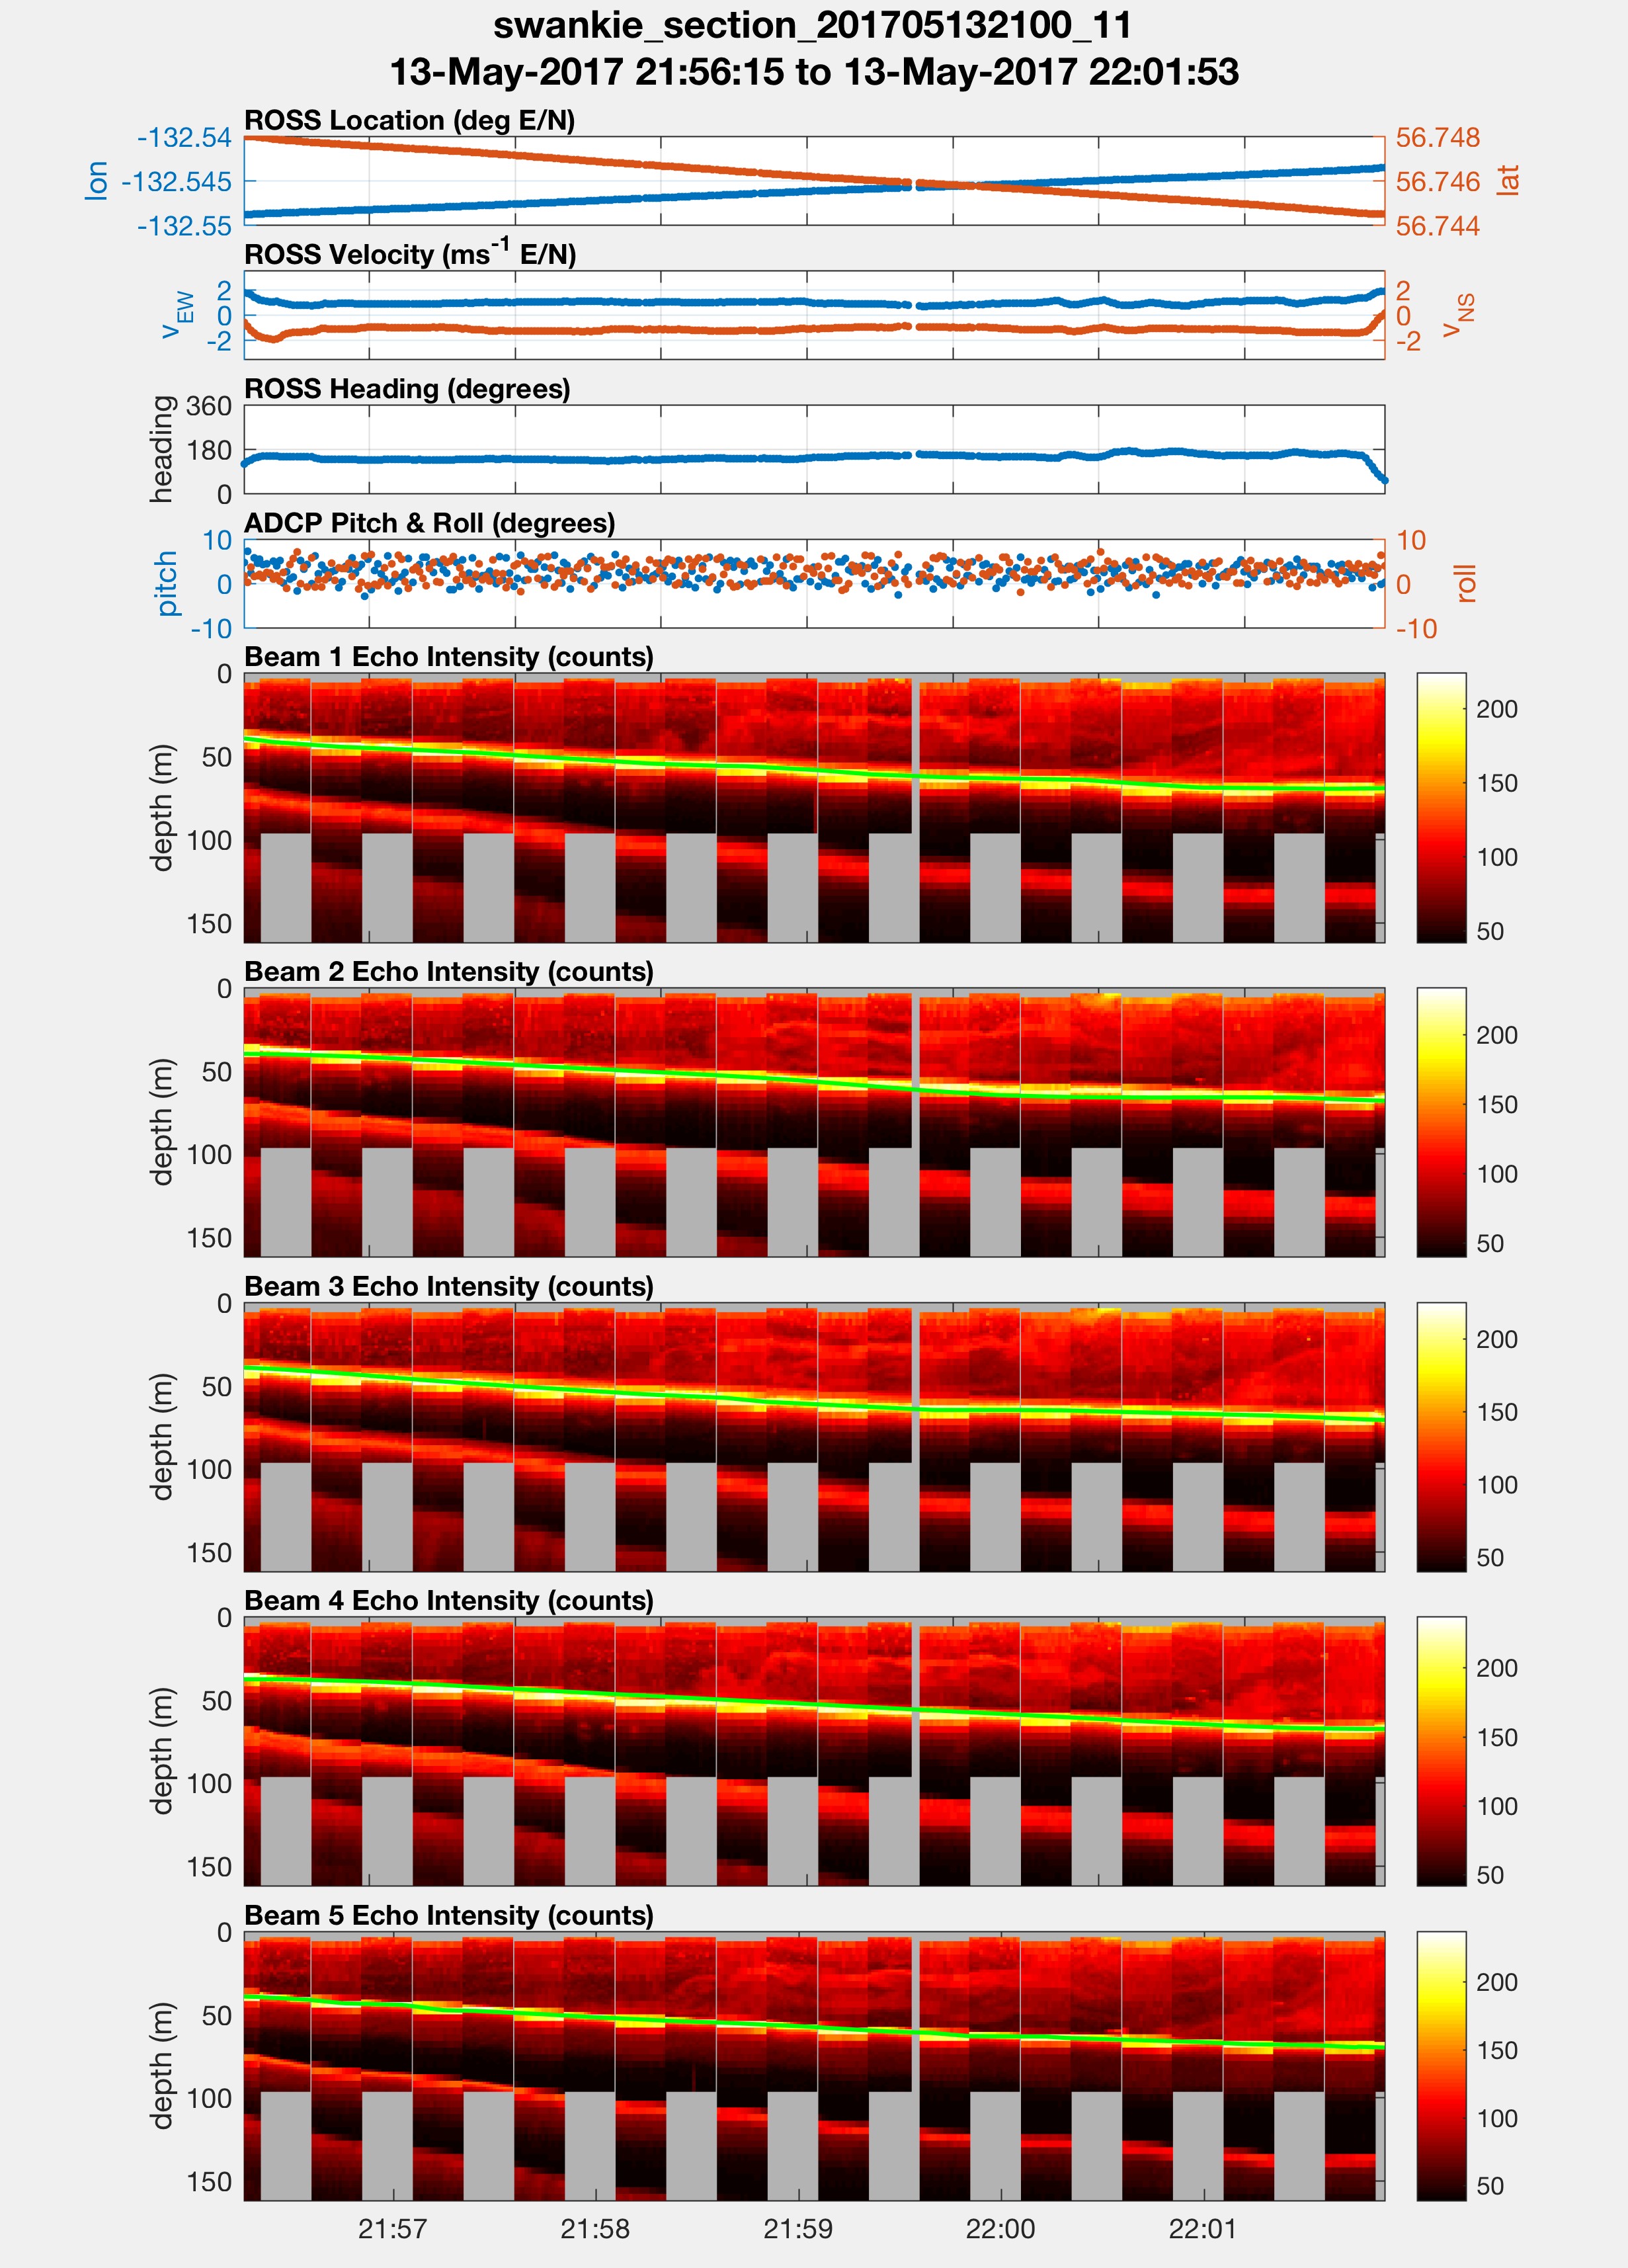 swankie_section_201705132100_11
13-May-2017 21:56:15 to 13-May-2017 22:01:53
ROSS Location (deg E/N)
-132.54
-132.545
-132.55
lon
56.748
56.746
56.744
lat
ROSS Velocity (ms-1 E/N)
2
0
-2
vEW
2
0
-2
vNS
ROSS Heading (degrees)
360
180
0
heading
ADCP Pitch & Roll (degrees)
10
0
-10
pitch
10
0
-10
roll
Beam 1 Echo Intensity (counts)
0
50
100
150
depth (m)
200
150
100
50
Beam 2 Echo Intensity (counts)
0
50
100
150
depth (m)
200
150
100
50
Beam 3 Echo Intensity (counts)
0
50
100
150
depth (m)
200
150
100
50
Beam 4 Echo Intensity (counts)
0
50
100
150
depth (m)
200
150
100
50
Beam 5 Echo Intensity (counts)
0
50
100
150
depth (m)
200
150
100
50
21:57 21:58 21:59 22:00 22:01